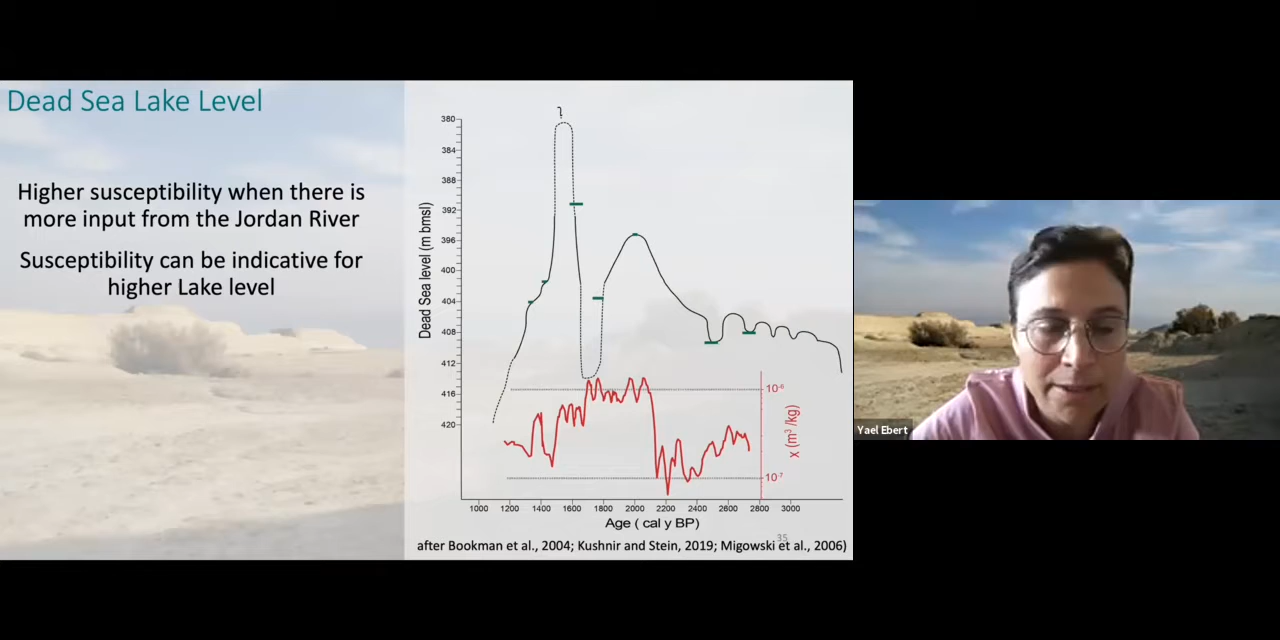 Dead Sea Lake Level
Higher susceptibility when there is
more input from the Jordan River
Susceptibility can be indicative for
higher Lake level
?
Dead Sea level (m bmsl)
380
384
388
392
396
400
404
408
412
416
420
10⁻⁶
χ (m³/kg)
10⁻⁷
1000 1200 1400 1600 1800 2000 2200 2400 2600 2800 3000
Age ( cal y BP)
35
after Bookman et al., 2004; Kushnir and Stein, 2019; Migowski et al., 2006)
Yael Ebert